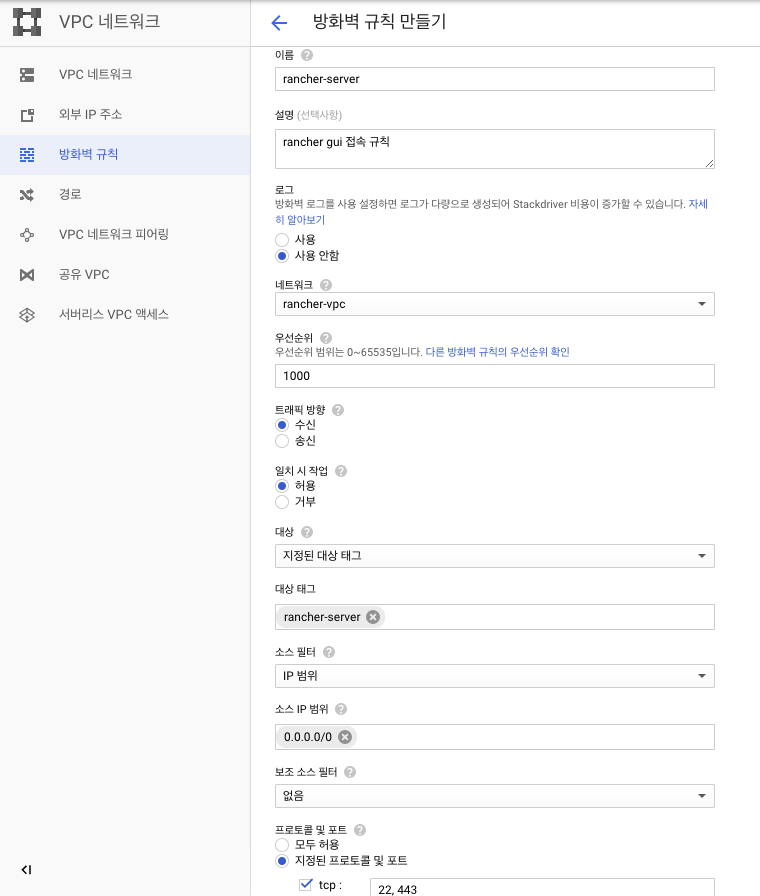 VPC 네트워크
방화벽 규칙 만들기
VPC 네트워크
외부 IP 주소
방화벽 규칙
경로
VPC 네트워크 피어링
공유 VPC
서버리스 VPC 액세스
이름
rancher-server
설명 (선택사항)
rancher gui 접속 규칙
로그
방화벽 로그를 사용 설정하면 로그가 다량으로 생성되어 Stackdriver 비용이 증가할 수 있습니다. 자세
히 알아보기
사용
사용 안함
네트워크
rancher-vpc
우선순위
우선순위 범위는 0~65535입니다. 다른 방화벽 규칙의 우선순위 확인
1000
트래픽 방향
수신
송신
일치 시 작업
허용
거부
대상
지정된 대상 태그
대상 태그
rancher-server
소스 필터
IP 범위
소스 IP 범위
0.0.0.0/0
보조 소스 필터
없음
프로토콜 및 포트
모두 허용
지정된 프로토콜 및 포트
tcp : 22, 443